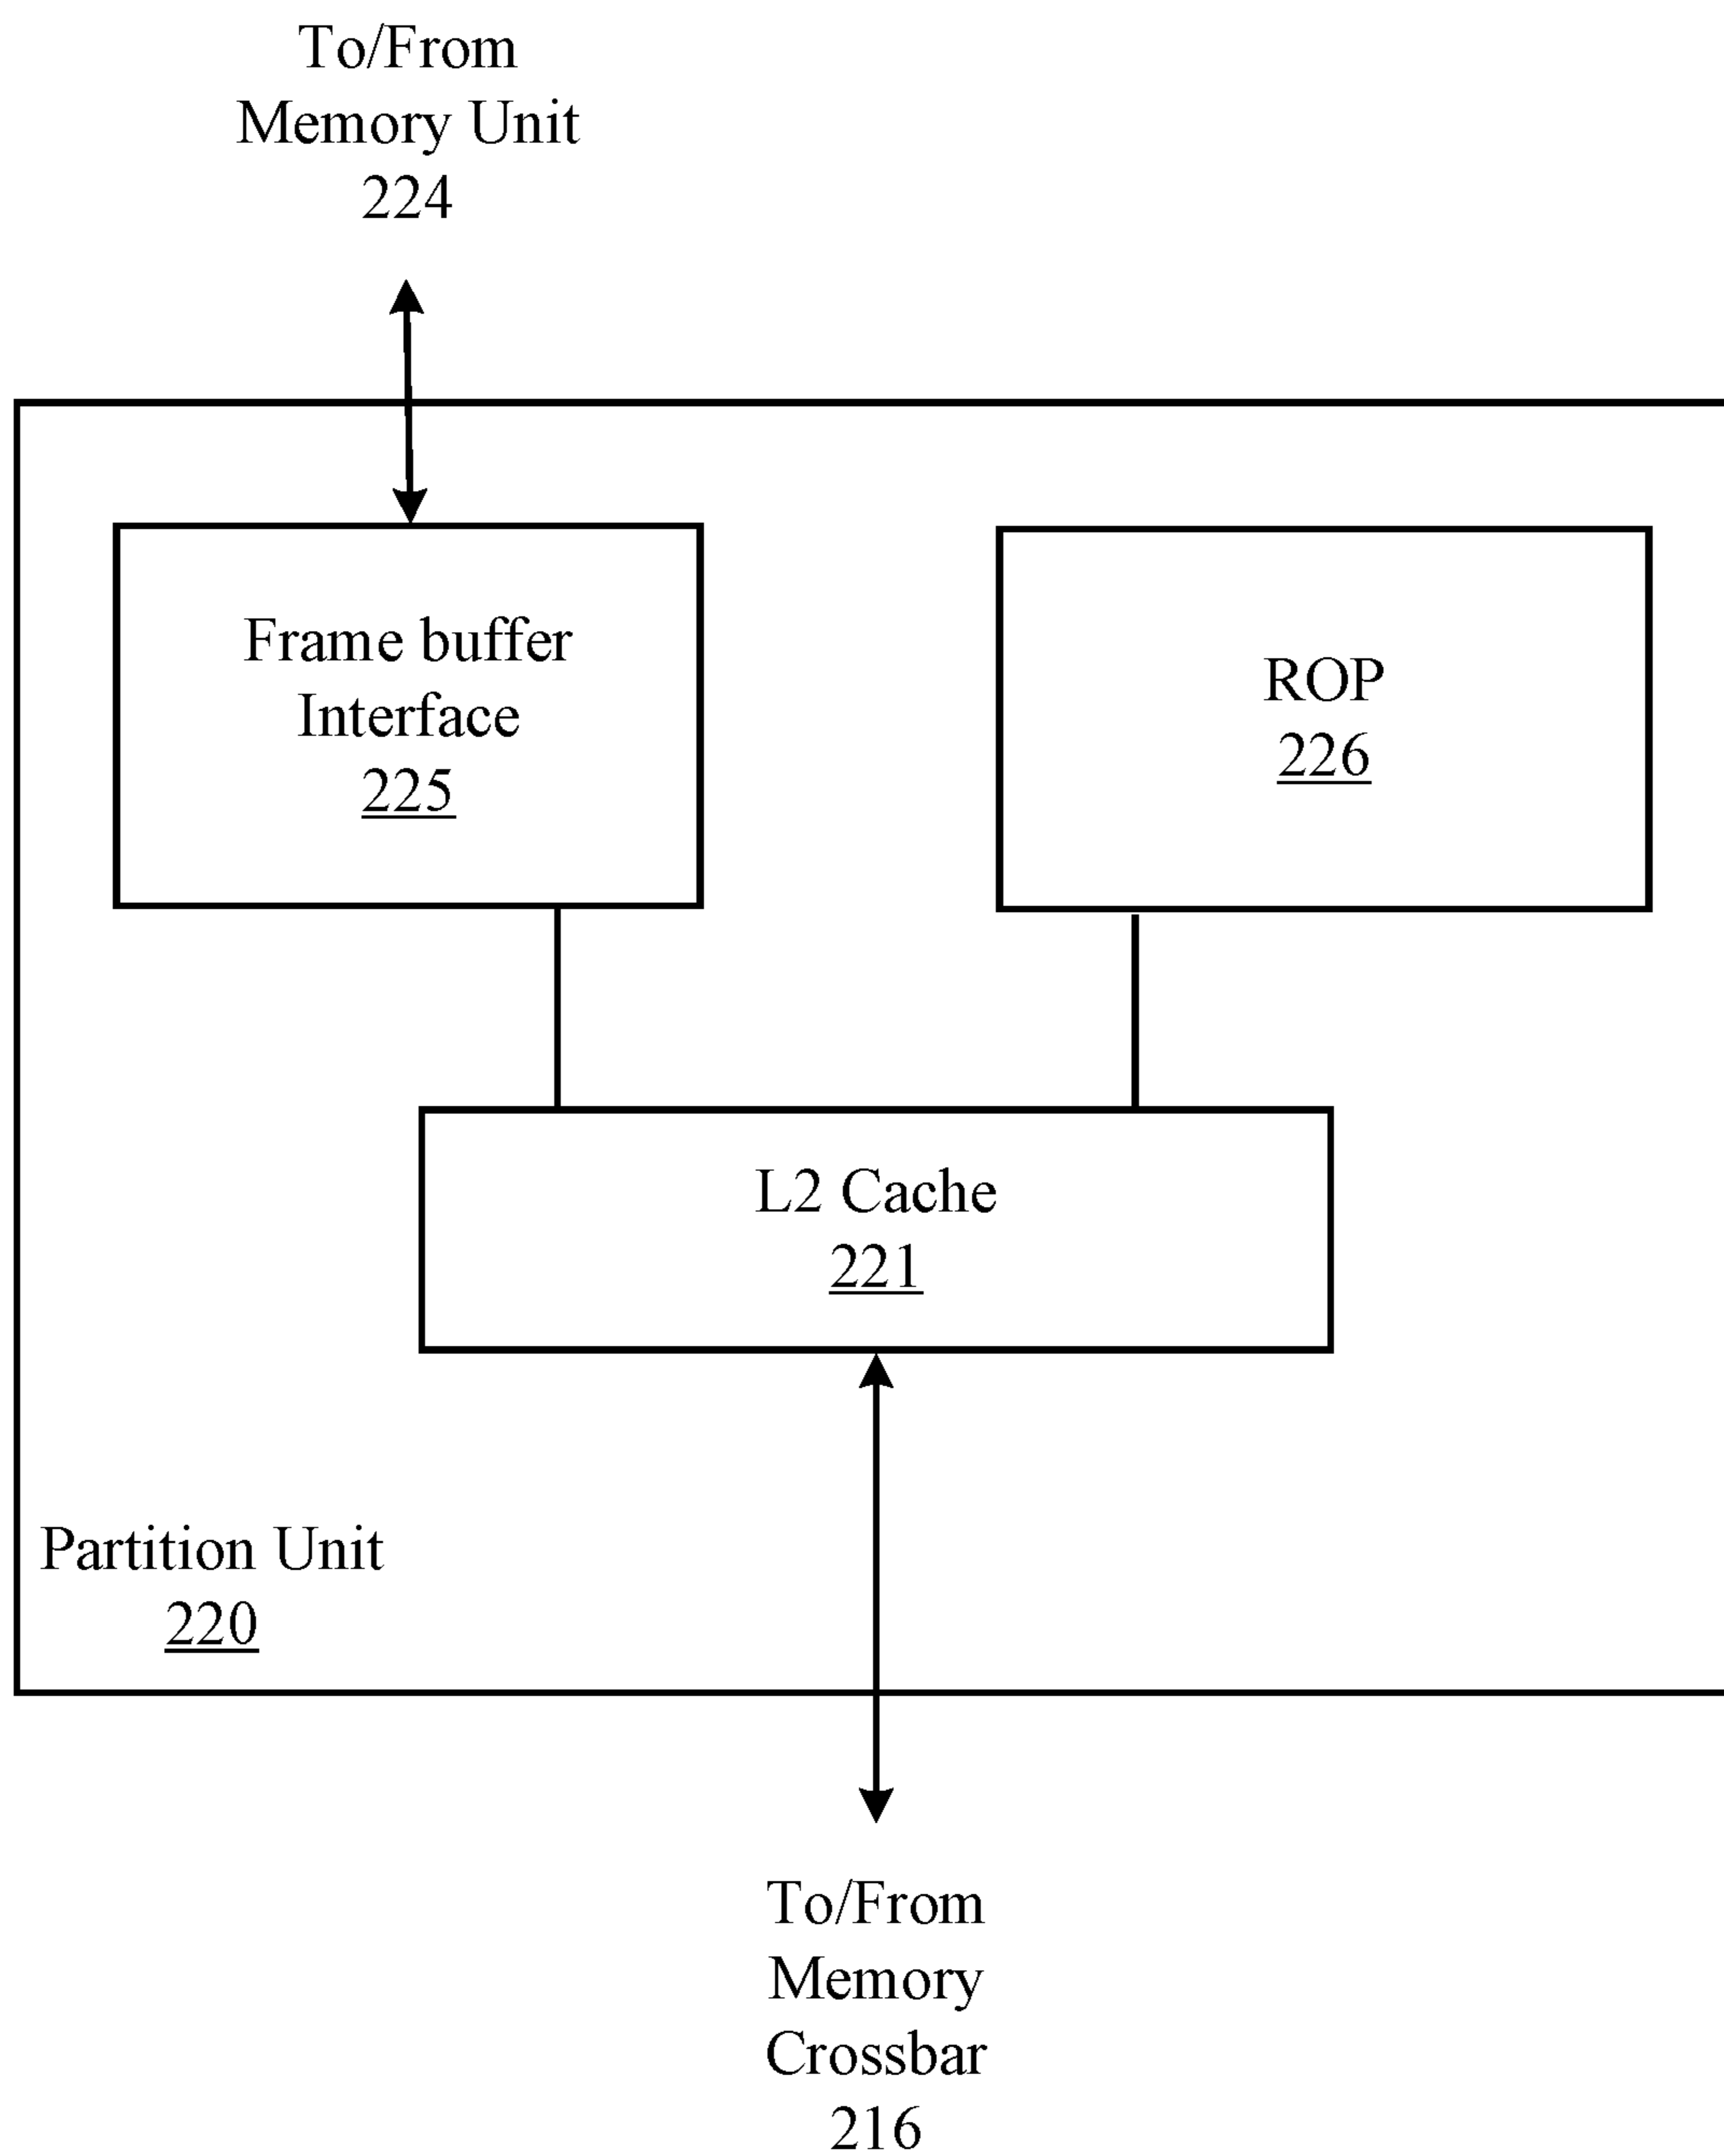 To/From
Memory Unit
224
Frame buffer
Interface
225
ROP
226
L2 Cache
221
Partition Unit
220
To/From
Memory
Crossbar
216